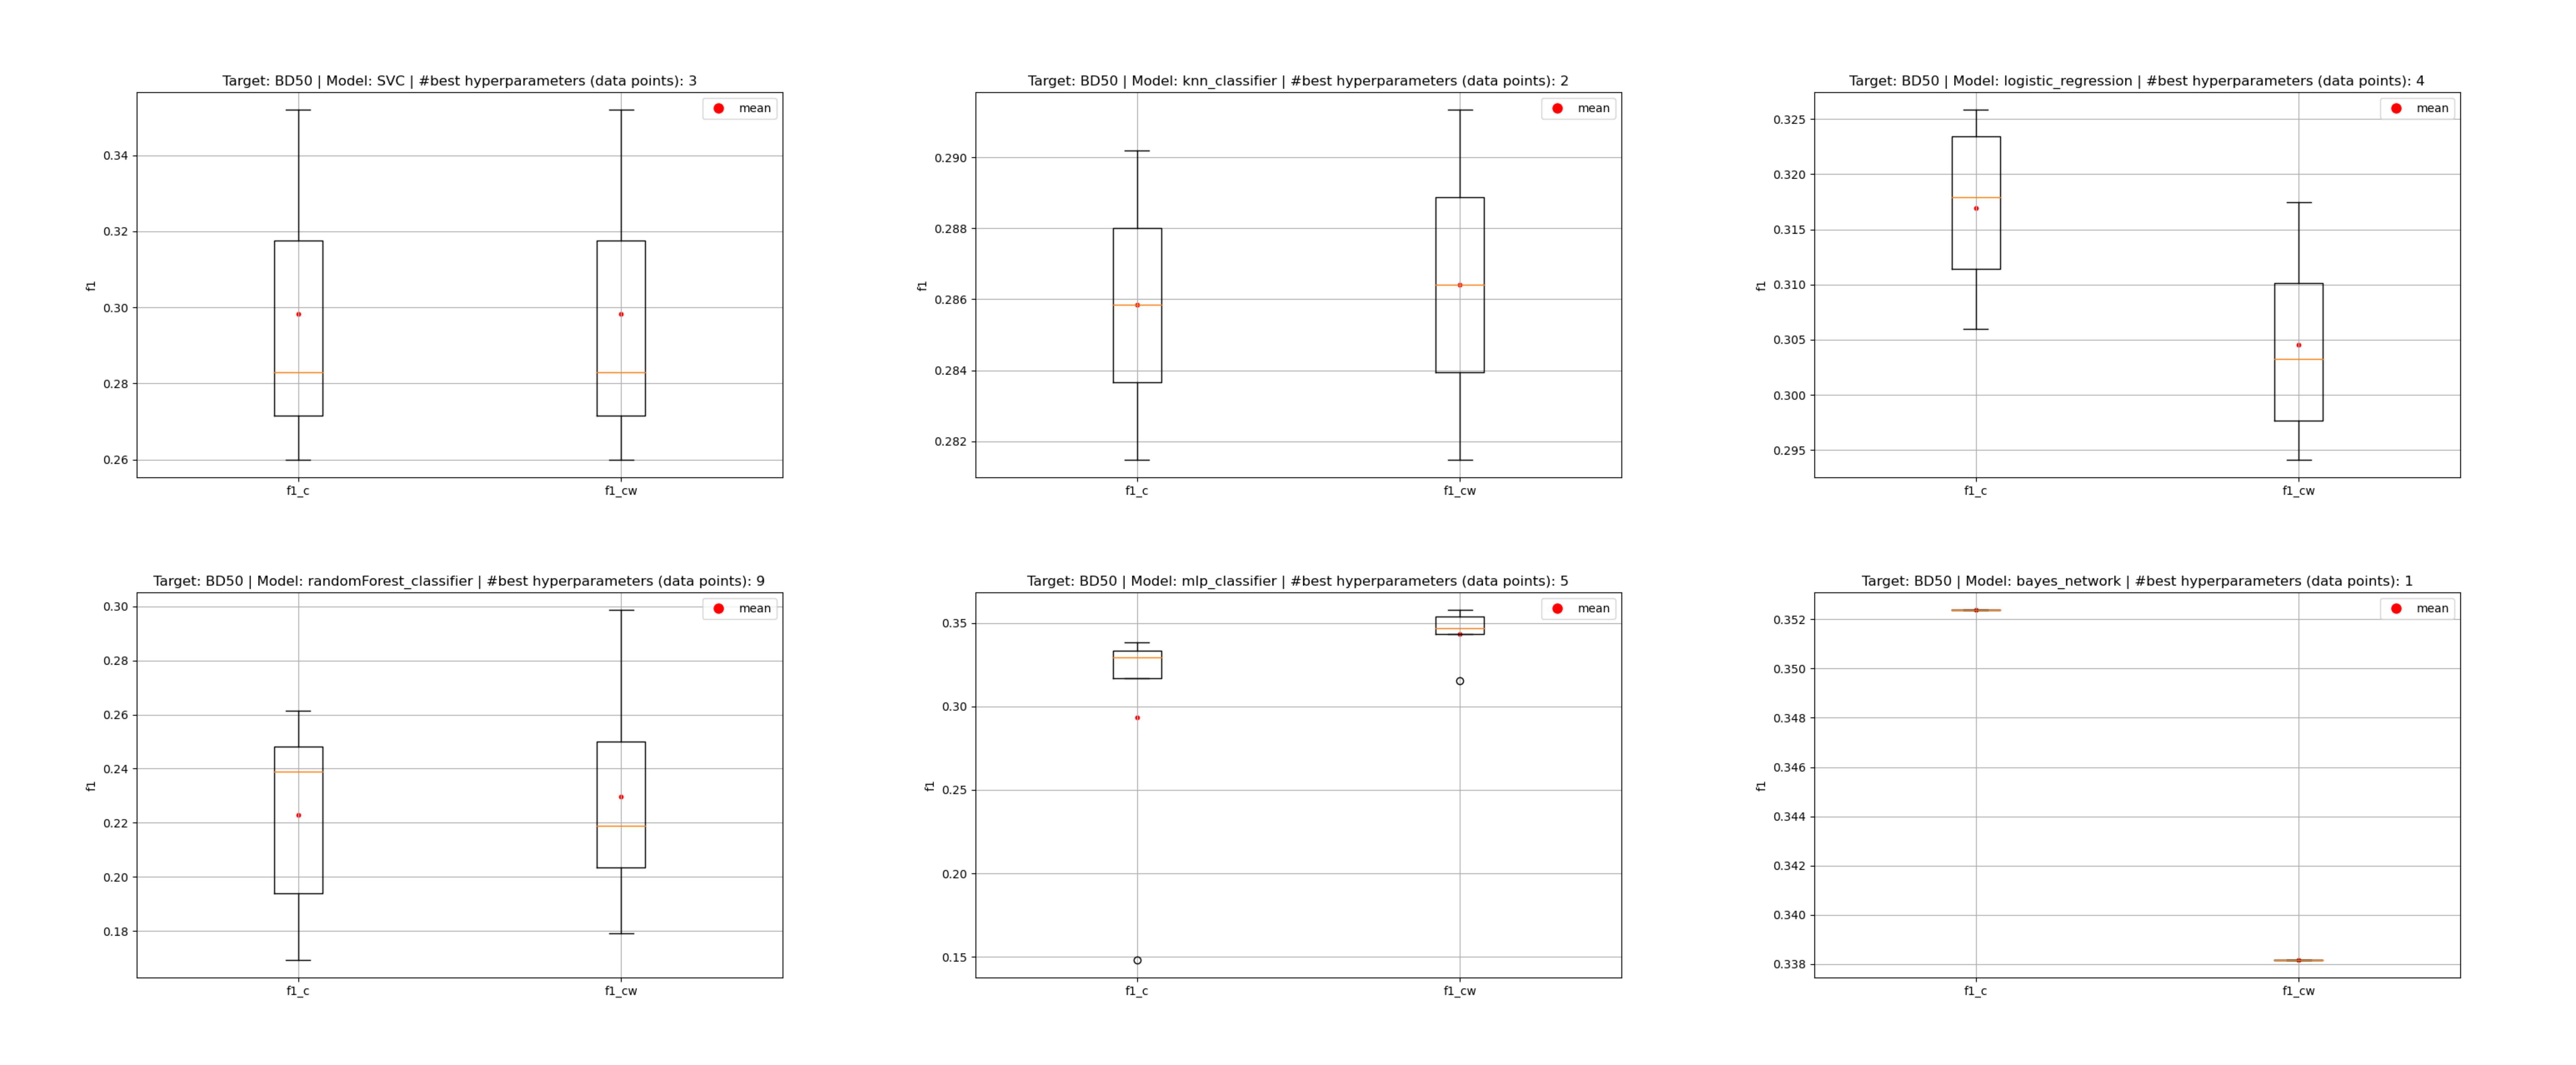 Target: BD50 | Model: SVC | #best hyperparameters (data points): 3
mean
0.34
0.32
0.30
0.28
0.26
f1
f1_c
f1_cw
Target: BD50 | Model: knn_classifier | #best hyperparameters (data points): 2
mean
0.290
0.288
0.286
0.284
0.282
f1
f1_c
f1_cw
Target: BD50 | Model: logistic_regression | #best hyperparameters (data points): 4
mean
0.325
0.320
0.315
0.310
0.305
0.300
0.295
f1
f1_c
f1_cw
Target: BD50 | Model: randomForest_classifier | #best hyperparameters (data points): 9
mean
0.30
0.28
0.26
0.24
0.22
0.20
0.18
f1
f1_c
f1_cw
Target: BD50 | Model: mlp_classifier | #best hyperparameters (data points): 5
mean
0.35
0.30
0.25
0.20
0.15
f1
f1_c
f1_cw
Target: BD50 | Model: bayes_network | #best hyperparameters (data points): 1
mean
0.352
0.350
0.348
0.346
0.344
0.342
0.340
0.338
f1
f1_c
f1_cw